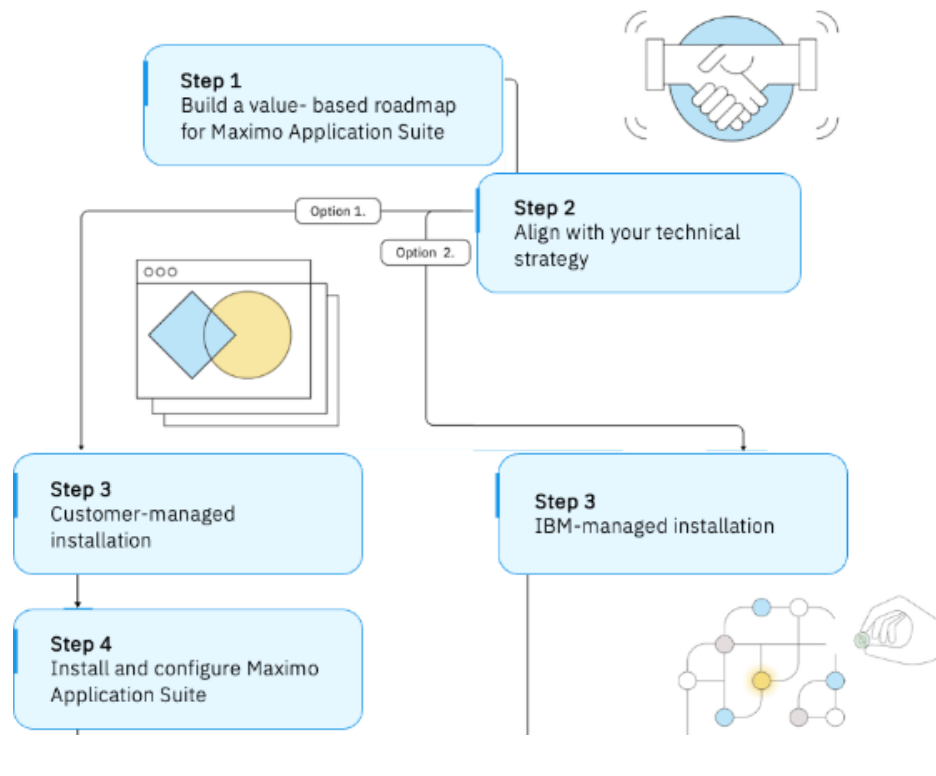 Step 1
Build a value- based roadmap
for Maximo Application Suite
Step 2
Align with your technical
strategy
Option 1.
Option 2.
Step 3
Customer-managed
installation
Step 3
IBM-managed installation
Step 4
Install and configure Maximo
Application Suite